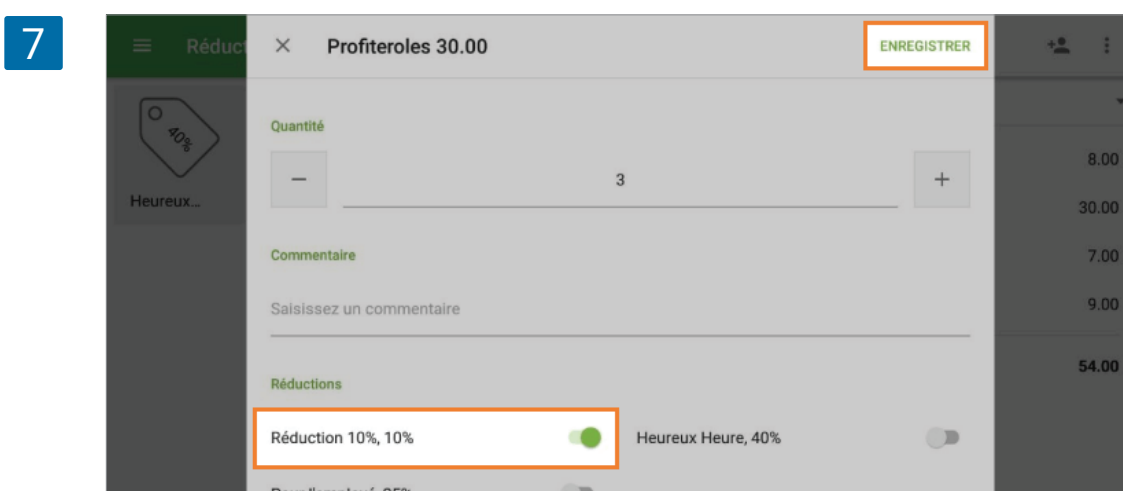 7
Réduct
Profiteroles 30.00
ENREGISTRER
40%
Heureux...
Quantité
3
8.00
30.00
Commentaire
7.00
Saisissez un commentaire
9.00
Réductions
54.00
Réduction 10%, 10%
Heureux Heure, 40%